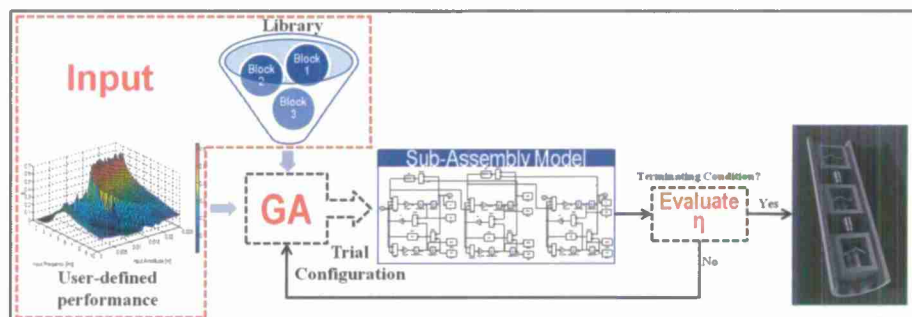 Library
Input
Block
1
Block
2
Block
3
Sub-Assembly Model
GA
Trial
Configuration
Terminating Condition?
Evaluate
η
Yes
No
User-defined
performance